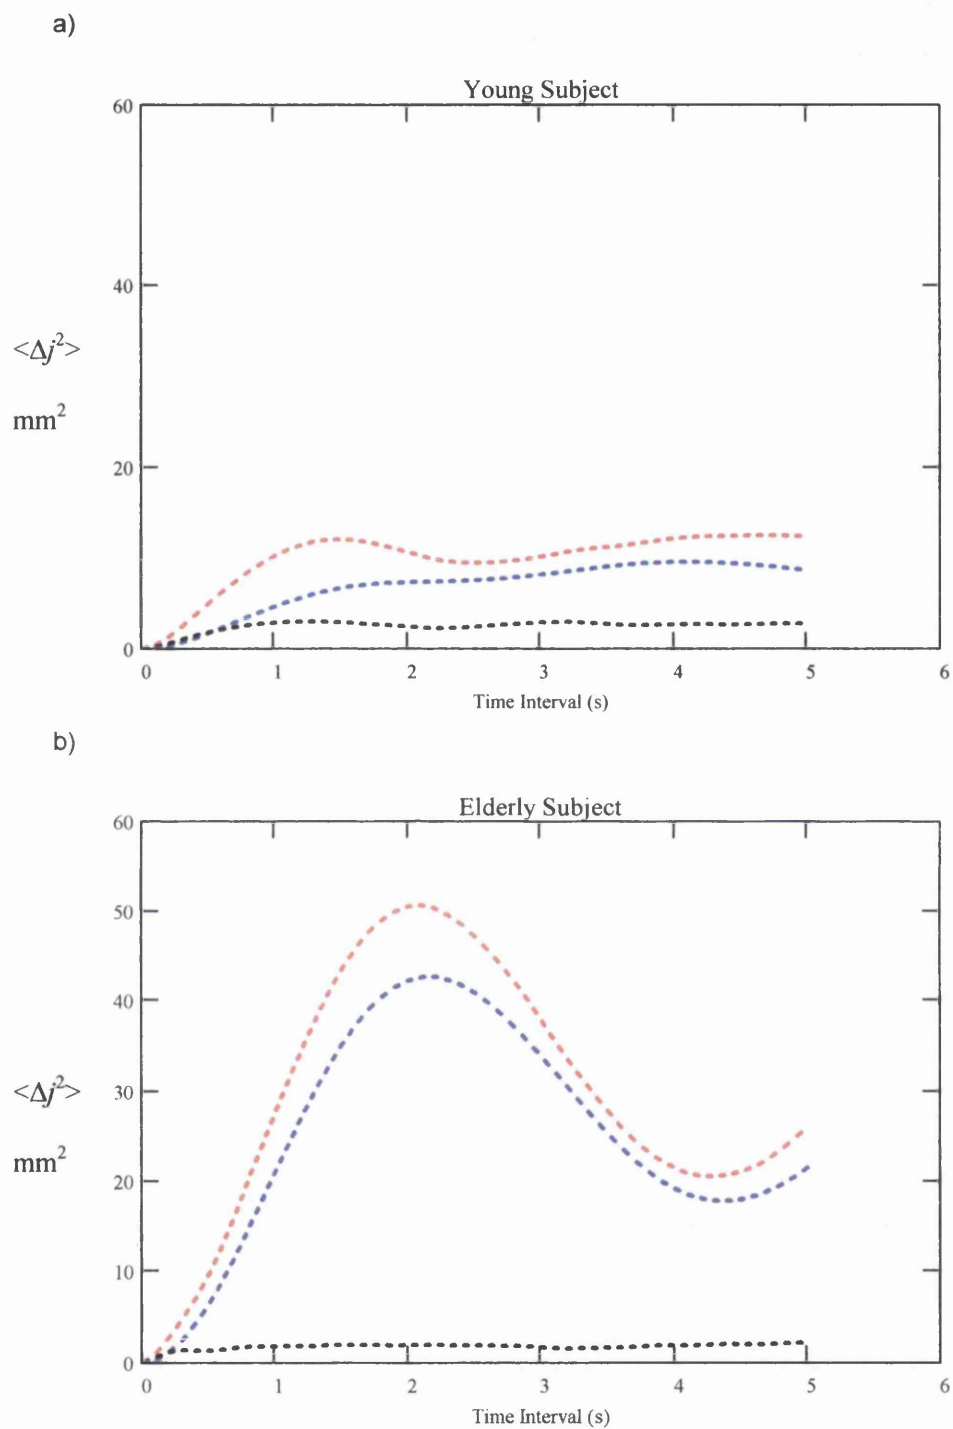 a)
Young Subject
60
40
<Δj²>
mm²
20
0
0 1 2 3 4 5 6
Time Interval (s)
b)
Elderly Subject
60
50
40
30
<Δj²>
mm²
20
10
0
0 1 2 3 4 5 6
Time Interval (s)